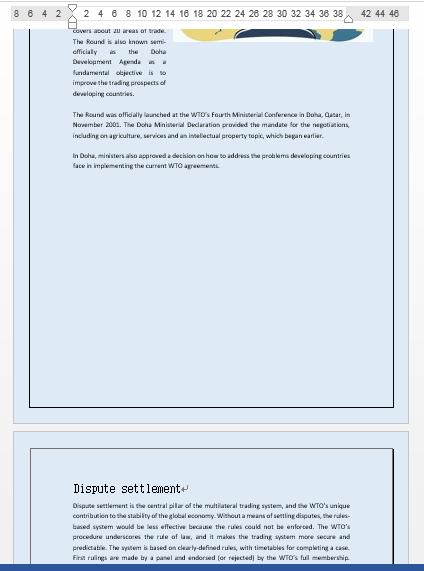 8 6 4 2 2 4 6 8 10 12 14 16 18 20 22 24 26 28 30 32 34 36 38 42 44 46
covers about 20 areas of trade.
The Round is also known semi-
officially as the Doha
Development Agenda as a
fundamental objective is to
improve the trading prospects of
developing countries.
The Round was officially launched at the WTO's Fourth Ministerial Conference in Doha, Qatar, in
November 2001. The Doha Ministerial Declaration provided the mandate for the negotiations,
including on agriculture, services and an intellectual property topic, which began earlier.
In Doha, ministers also approved a decision on how to address the problems developing countries
face in implementing the current WTO agreements.
Dispute settlement
Dispute settlement is the central pillar of the multilateral trading system, and the WTO's unique
contribution to the stability of the global economy. Without a means of settling disputes, the rules-
based system would be less effective because the rules could not be enforced. The WTO's
procedure underscores the rule of law, and it makes the trading system more secure and
predictable. The system is based on clearly-defined rules, with timetables for completing a case.
First rulings are made by a panel and endorsed (or rejected) by the WTO's full membership.